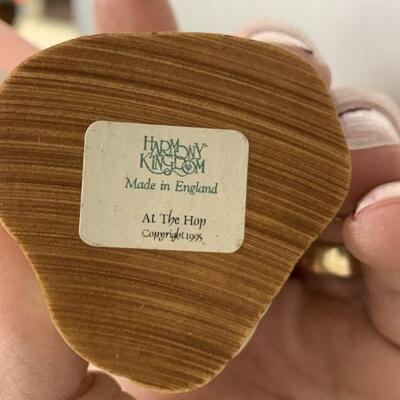 HARMONY
KINGDOM
Made in England
At The Hop
Copyright 1995